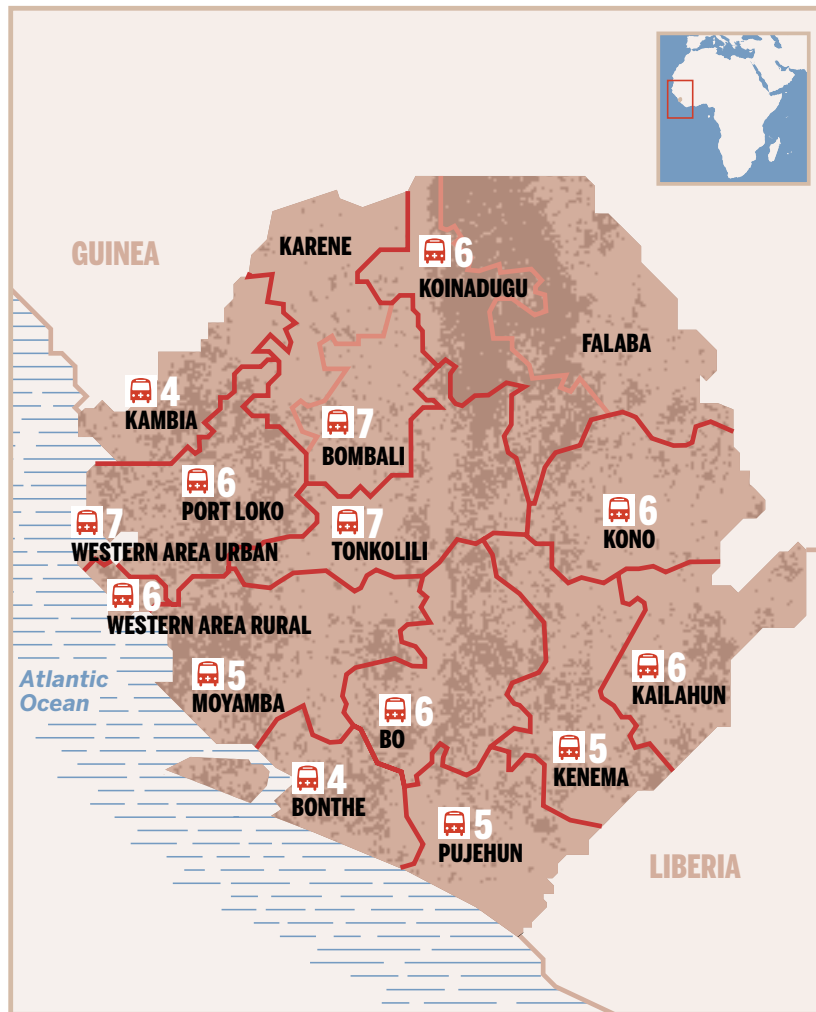 GUINEA
KARENE
6
KOINADUGU
FALABA
4
KAMBIA
7
BOMBALI
6
PORT LOKO
7
WESTERN AREA URBAN
7
TONKOLILI
6
KONO
6
WESTERN AREA RURAL
5
MOYAMBA
6
KAILAHUN
Atlantic
Ocean
6
BO
5
KENEMA
4
BONTHE
5
PUJEHUN
LIBERIA